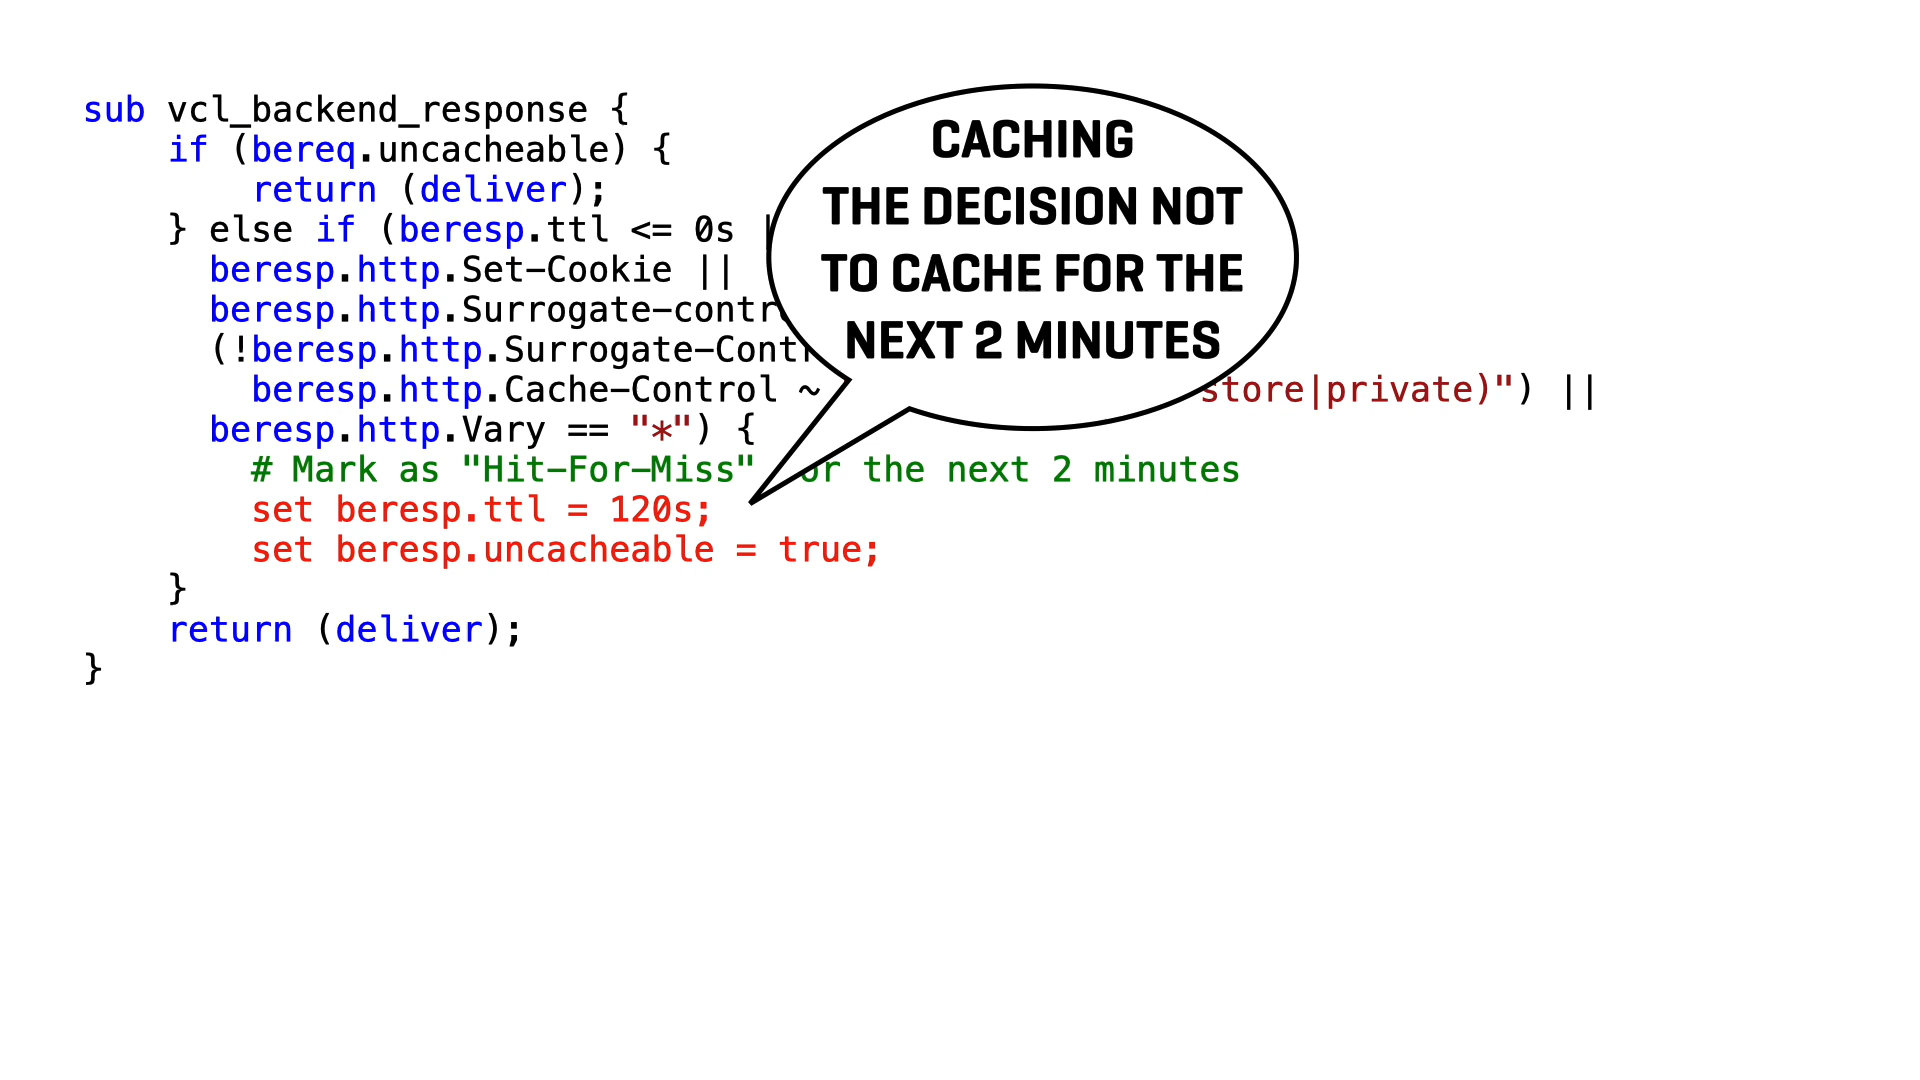 sub vcl_backend_response {
if (bereq.uncacheable) {
return (deliver);
} else if (beresp.ttl <= 0s |
beresp.http.Set-Cookie ||
beresp.http.Surrogate-contr
(!beresp.http.Surrogate-Contr
beresp.http.Cache-Control ~ store|private)") ||
beresp.http.Vary == "*") {
# Mark as "Hit-For-Miss" or the next 2 minutes
set beresp.ttl = 120s;
set beresp.uncacheable = true;
}
return (deliver);
}
CACHING
THE DECISION NOT
TO CACHE FOR THE
NEXT 2 MINUTES